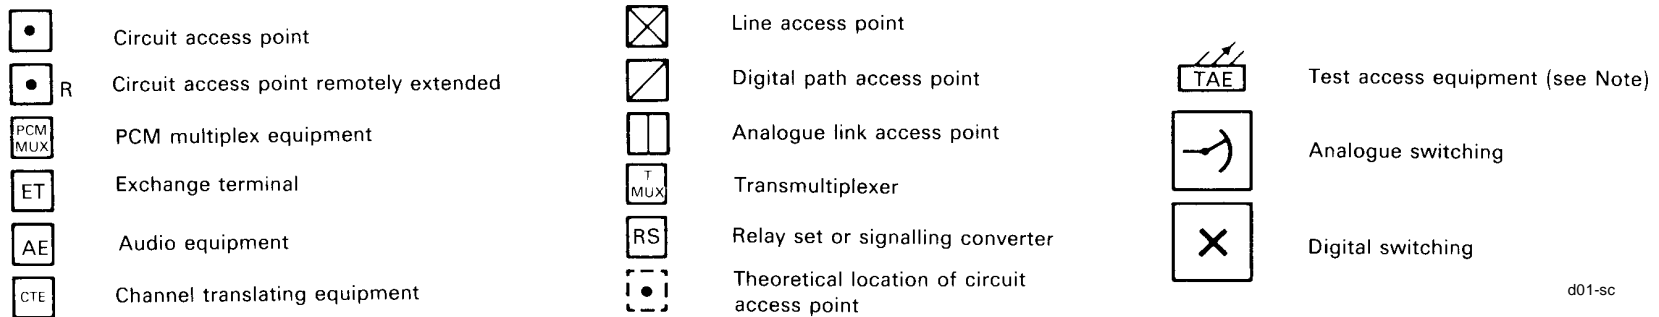 Circuit access point
R Circuit access point remotely extended
PCM
MUX
PCM multiplex equipment
ET Exchange terminal
AE Audio equipment
CTE Channel translating equipment
Line access point
Digital path access point
Analogue link access point
T
MUX
Transmultiplexer
RS Relay set or signalling converter
Theoretical location of circuit
access point
TAE Test access equipment (see Note)
Analogue switching
Digital switching
d01-sc